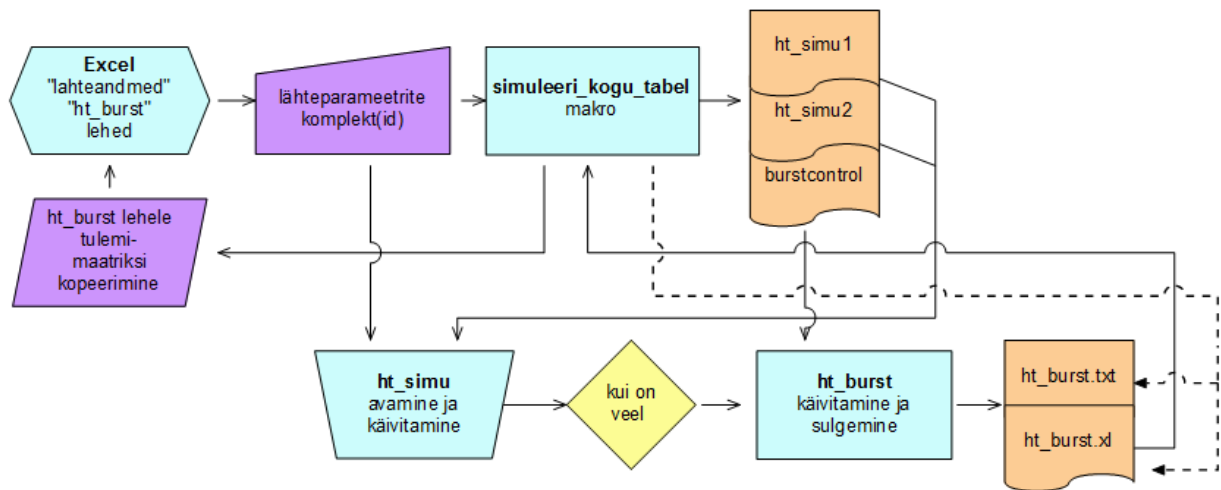 Excel
"lahteandmed"
"ht_burst"
lehed
lähteparameetrite
komplekt(id)
simuleeri_kogu_tabel
makro
ht_simu1
ht_simu2
burstcontrol
ht_burst lehele
tulemi-
maatriksi
kopeerimine
ht_simu
avamine ja
käivitamine
kui on
veel
ht_burst
käivitamine ja
sulgemine
ht_burst.txt
ht_burst.xl